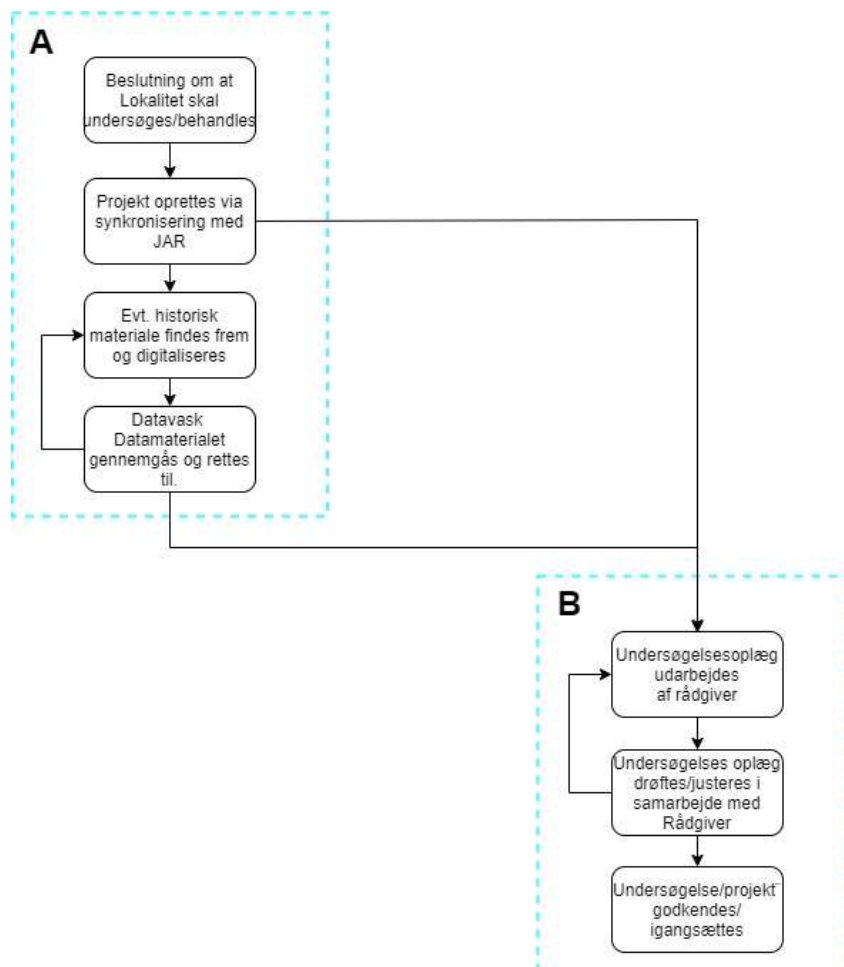 A
Beslutning om at
Lokalitet skal
undersøges/behandles
Projekt oprettes via
synkronisering med
JAR
Evt. historisk
materiale findes frem
og digitaliseres
Datavask
Datamaterialet
gennemgås og rettes
til.
B
Undersøgelsesoplæg
udarbejdes
af rådgiver
Undersøgelses oplæg
drøftes/justeres i
samarbejde med
Rådgiver
Undersøgelse/projekt
godkendes/
igangsættes